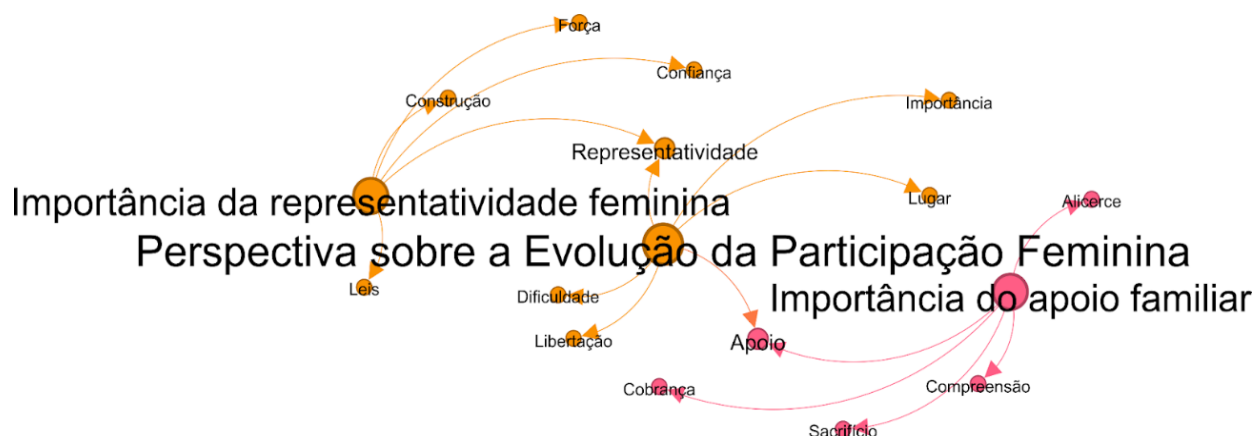 Força
Confiança
Construção
Importância
Representatividade
Importância da representatividade feminina
Lugar
Alicerce
Perspectiva sobre a Evolução da Participação Feminina
Leis
Dificuldade
Importância do apoio familiar
Libertação
Apoio
Cobrança
Compreensão
Sacrifício